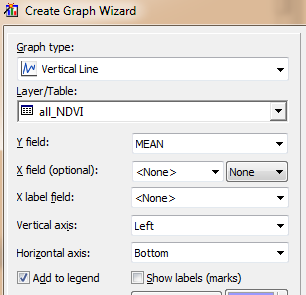 Create Graph Wizard
Graph type:
Vertical Line
Layer/Table:
all_NDVI
Y field: MEAN
X field (optional): <None> None
X label field: <None>
Vertical axis: Left
Horizontal axis: Bottom
Add to legend Show labels (marks)